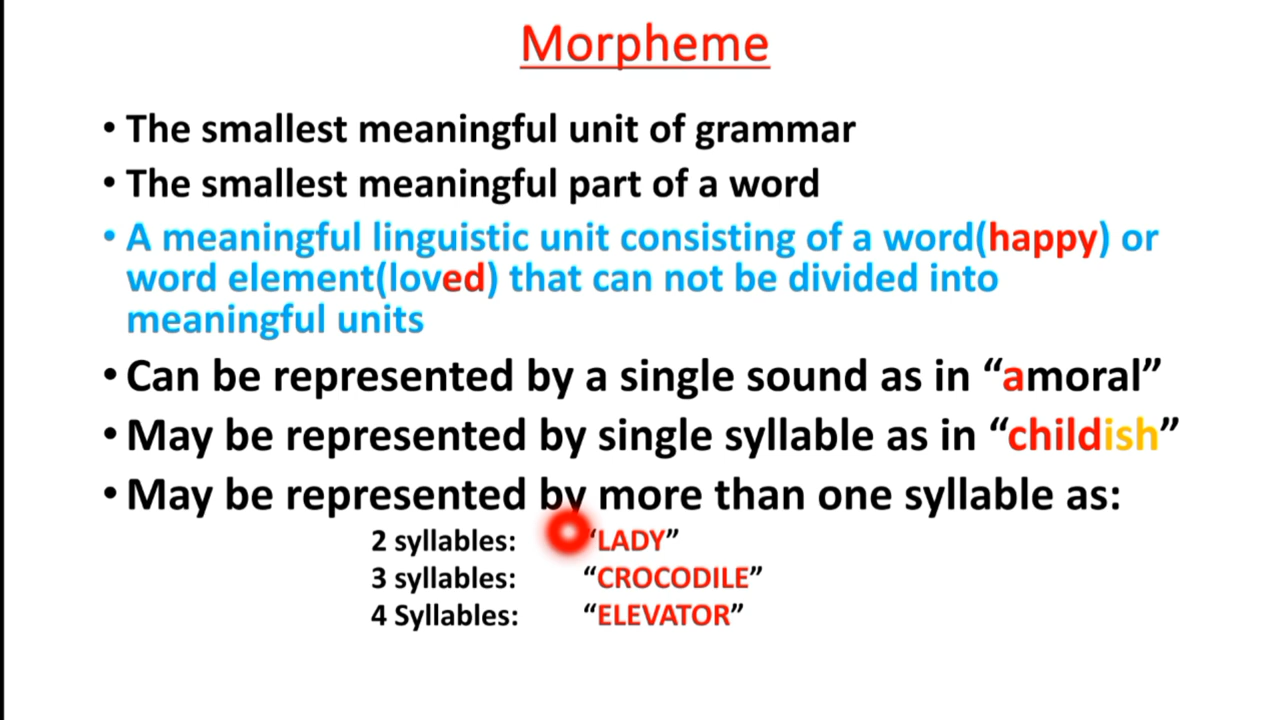 Morpheme
• The smallest meaningful unit of grammar
• The smallest meaningful part of a word
• A meaningful linguistic unit consisting of a word(happy) or
word element(loved) that can not be divided into
meaningful units
• Can be represented by a single sound as in “amoral”
• May be represented by single syllable as in “childish”
• May be represented by more than one syllable as:
2 syllables: “LADY”
3 syllables: “CROCODILE”
4 Syllables: “ELEVATOR”